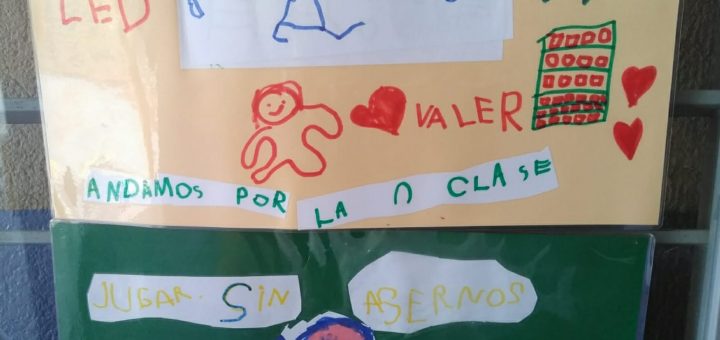 LED
VALER
ANDAMOS POR LA CLASE
JUGAR SIN ASERNOS